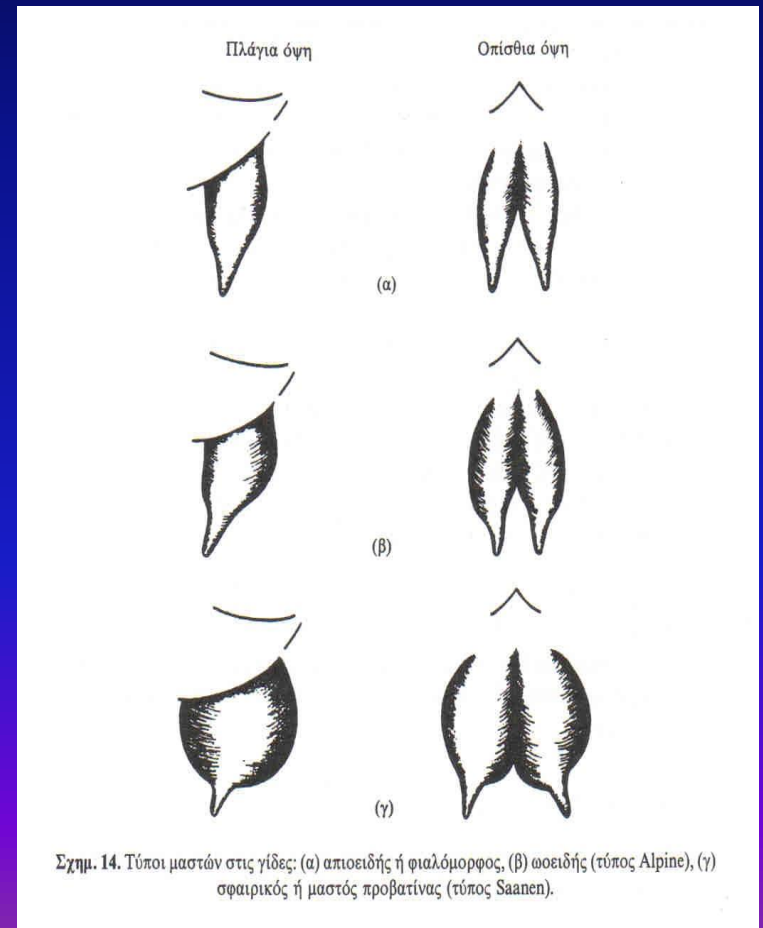 Πλάγια όψη
Οπίσθια όψη
(α)
(β)
(γ)
Σχημ. 14. Τύποι μαστών στις γίδες: (α) απιοειδής ή φιαλόμορφος, (β) ωοειδής (τύπος Alpine), (γ)
σφαιρικός ή μαστός προβατίνας (τύπος Saanen).